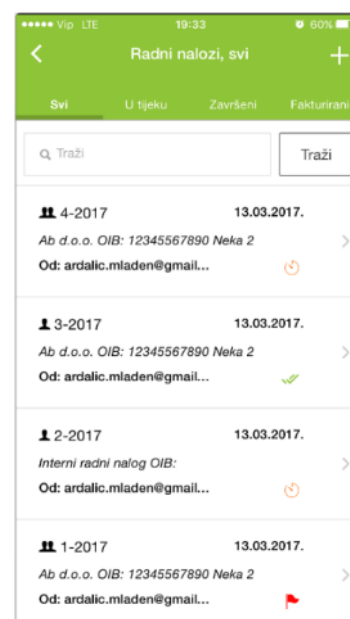 Vip LTE 19:33 60%
Radni nalozi, svi
Svi U tijeku Završeni Fakturirani
Traži Traži
4-2017 13.03.2017.
Ab d.o.o. OIB: 12345567890 Neka 2
Od: ardalic.mladen@gmail...
3-2017 13.03.2017.
Ab d.o.o. OIB: 12345567890 Neka 2
Od: ardalic.mladen@gmail...
2-2017 13.03.2017.
Interni radni nalog OIB:
Od: ardalic.mladen@gmail...
1-2017 13.03.2017.
Ab d.o.o. OIB: 12345567890 Neka 2
Od: ardalic.mladen@gmail...